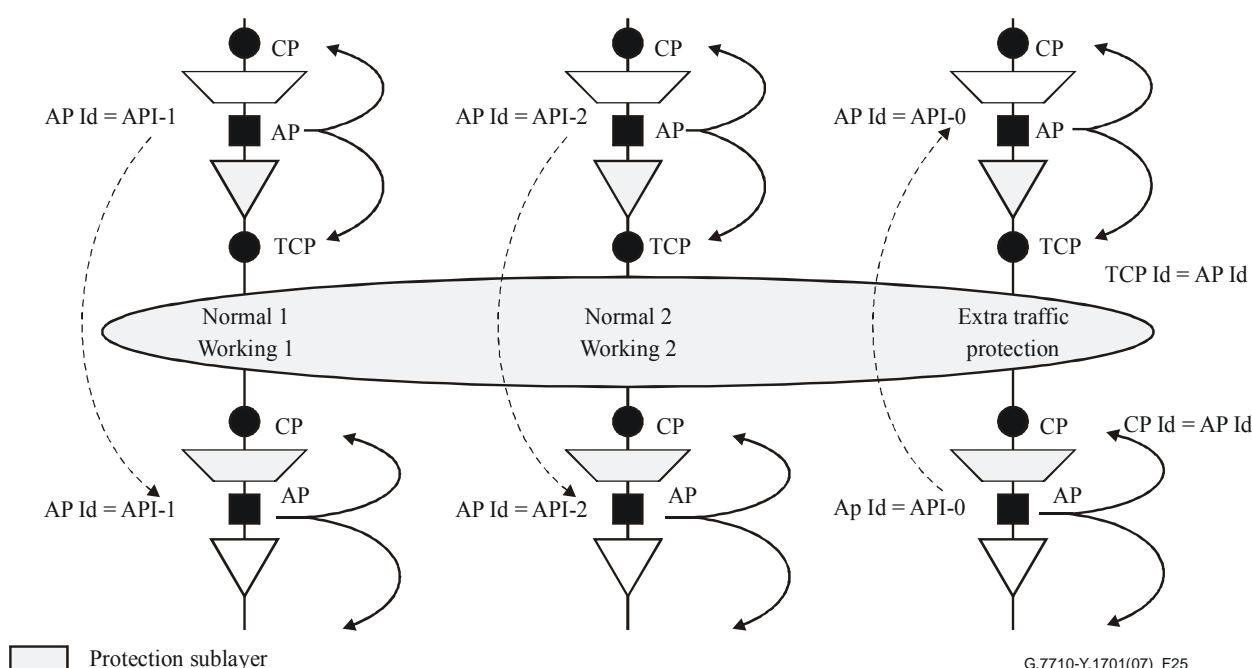 CP CP CP
AP Id = API-1 AP AP Id = API-2 AP AP Id = API-0 AP
TCP TCP TCP
TCP Id = AP Id
Normal 1 Normal 2 Extra traffic
Working 1 Working 2 protection
CP CP CP CP Id = AP Id
AP AP AP
AP Id = API-1 AP Id = API-2 Ap Id = API-0
Protection sublayer
G.7710-Y.1701(07)_F25